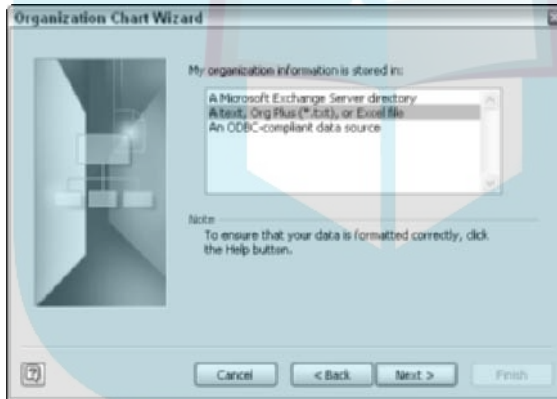 Organization Chart Wizard
My organization information is stored in:
A Microsoft Exchange Server directory
A text, Org Plus (*.txt), or Excel file
An ODBC-compliant data source
Note
To ensure that your data is formatted correctly, click
the Help button.
Cancel
< Back
Next >
Finish